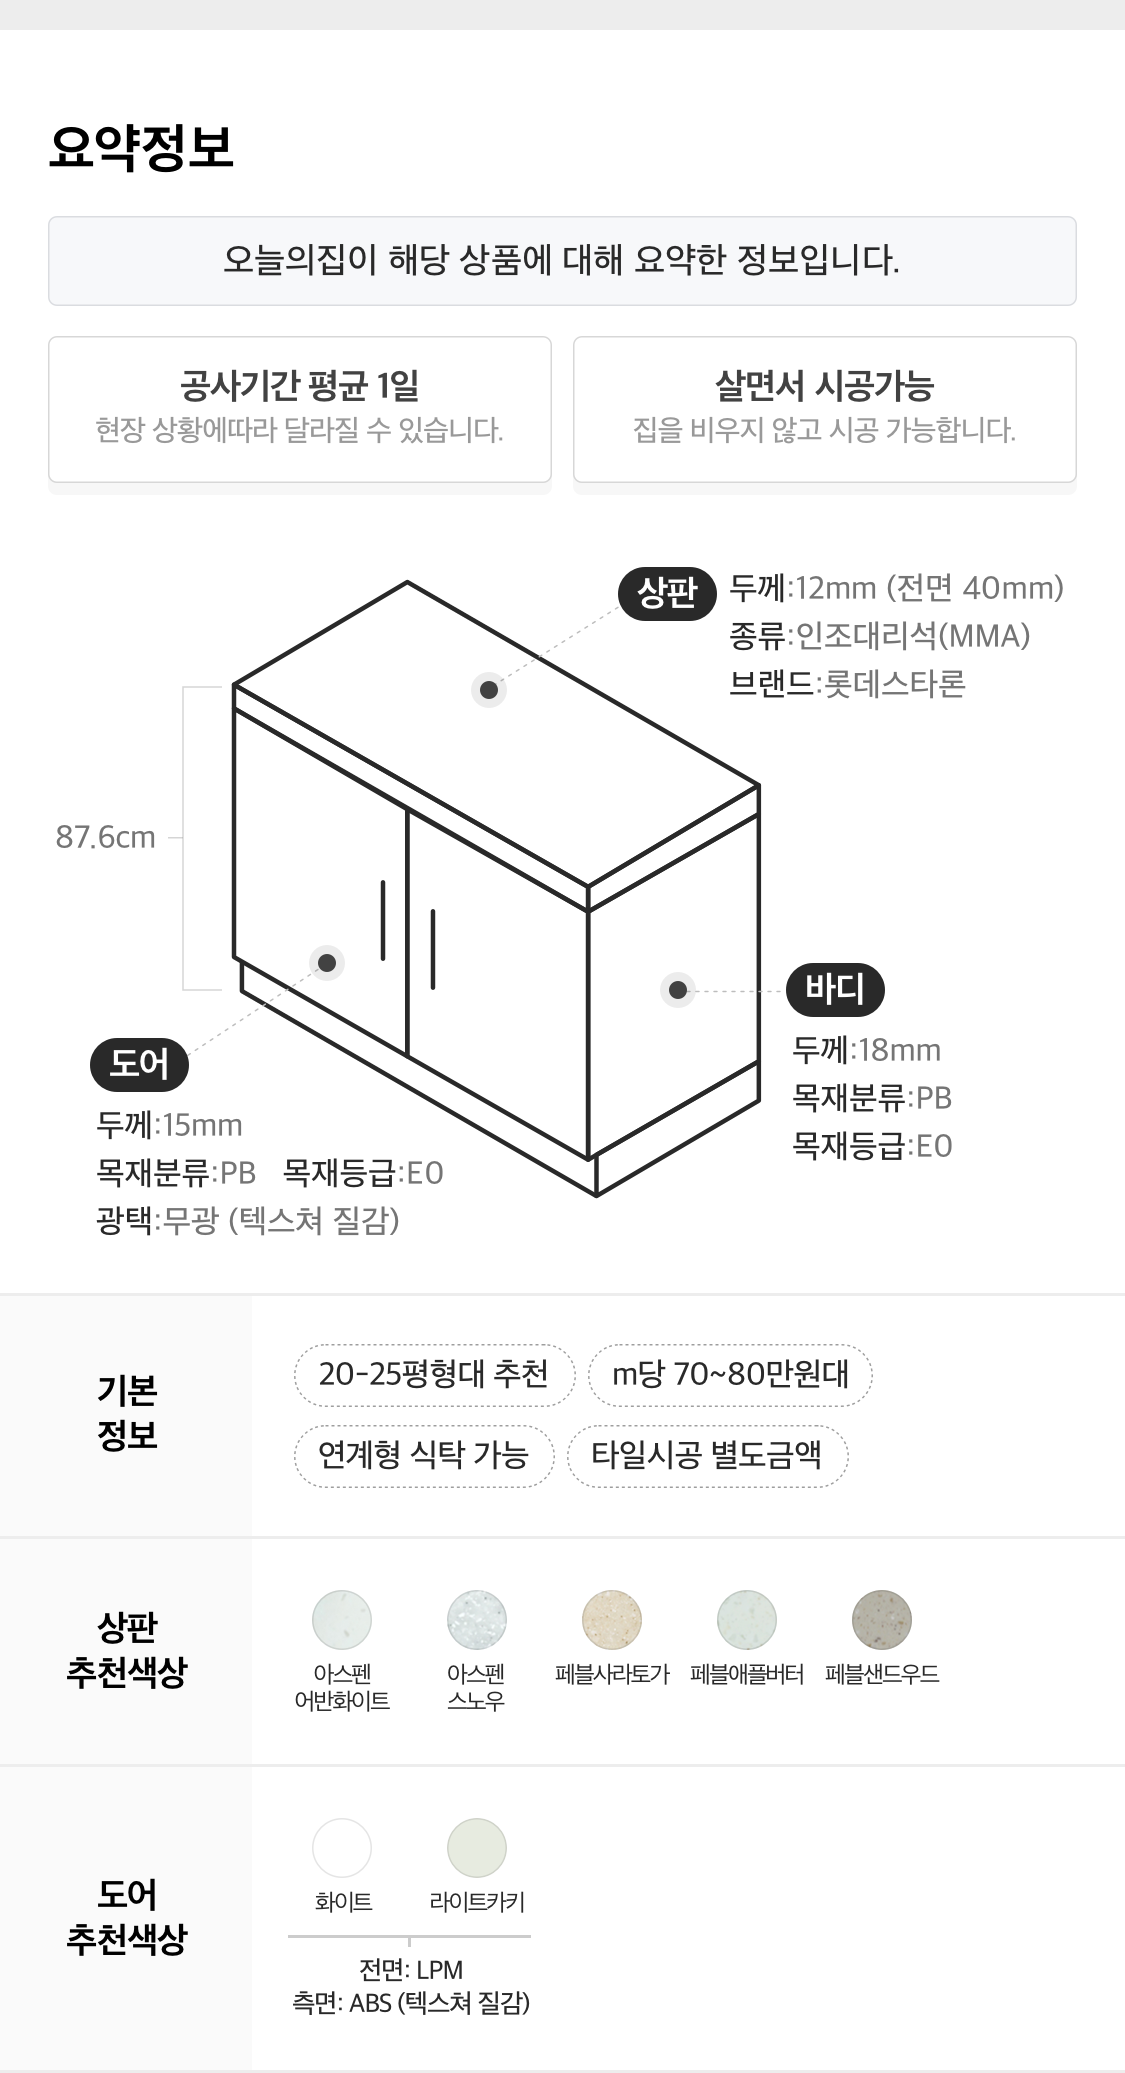 요약정보
오늘의집이 해당 상품에 대해 요약한 정보입니다.
공사기간 평균 1일
현장 상황에따라 달라질 수 있습니다.
살면서 시공가능
집을 비우지 않고 시공 가능합니다.
상판
두께:12mm (전면 40mm)
종류:인조대리석(MMA)
브랜드:롯데스타론
87.6cm
바디
두께:18mm
목재분류:PB
목재등급:E0
도어
두께:15mm
목재분류:PB 목재등급:E0
광택:무광 (텍스쳐 질감)
기본
정보
20-25평형대 추천
m당 70~80만원대
연계형 식탁 가능
타일시공 별도금액
상판
추천색상
아스펜
어반화이트
아스펜
스노우
페블사라토가
페블애플버터
페블샌드우드
도어
추천색상
화이트
라이트카키
전면: LPM
측면: ABS (텍스쳐 질감)